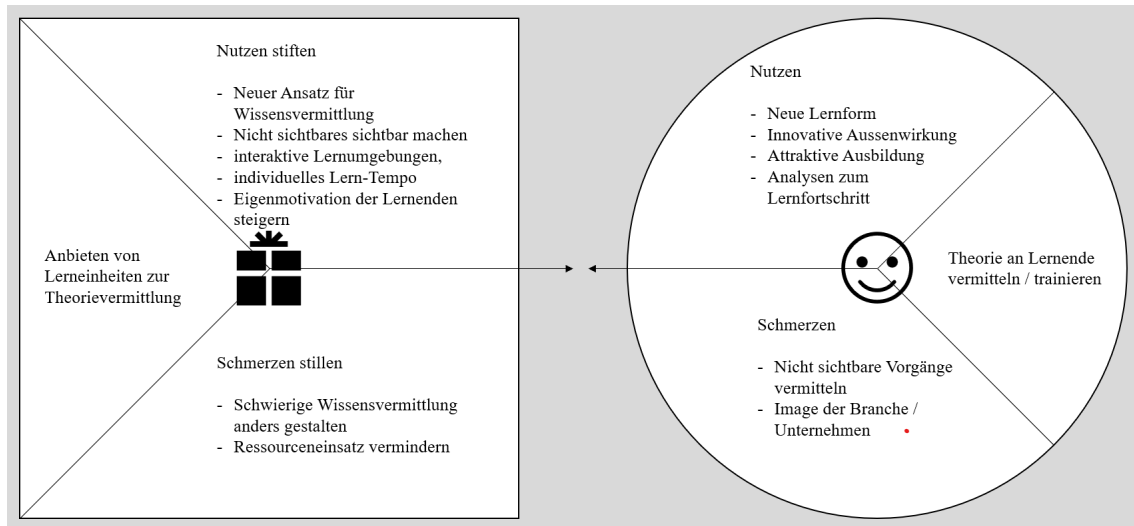 Nutzen stiften
- Neuer Ansatz für
Wissensvermittlung
- Nicht sichtbares sichtbar machen
- interaktive Lernumgebungen,
- individuelles Lern-Tempo
- Eigenmotivation der Lernenden
steigern
Anbieten von
Lerneinheiten zur
Theorievermittlung
Schmerzen stillen
- Schwierige Wissensvermittlung
anders gestalten
- Ressourceneinsatz vermindern
Nutzen
- Neue Lernform
- Innovative Aussenwirkung
- Attraktive Ausbildung
- Analysen zum
Lernfortschritt
Theorie an Lernende
vermitteln / trainieren
Schmerzen
- Nicht sichtbare Vorgänge
vermitteln
- Image der Branche /
Unternehmen